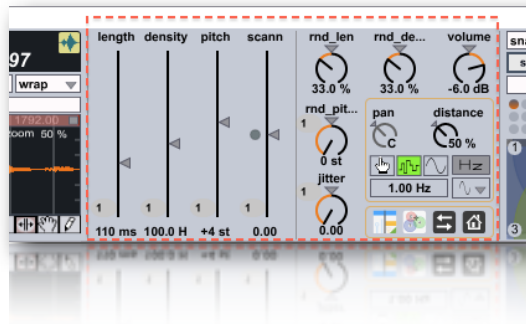 97
wrap
1792.00
zoom 50 %
length density pitch scann
1 1 1 1
110 ms 100.0 H +4 st 0.00
rnd_len rnd_de... volume
33.0 % 33.0 % -6.0 dB
rnd_pit...
1
0 st
jitter
1
0.00
pan distance
C 50 %
Hz
1.00 Hz
sna
s
1
3